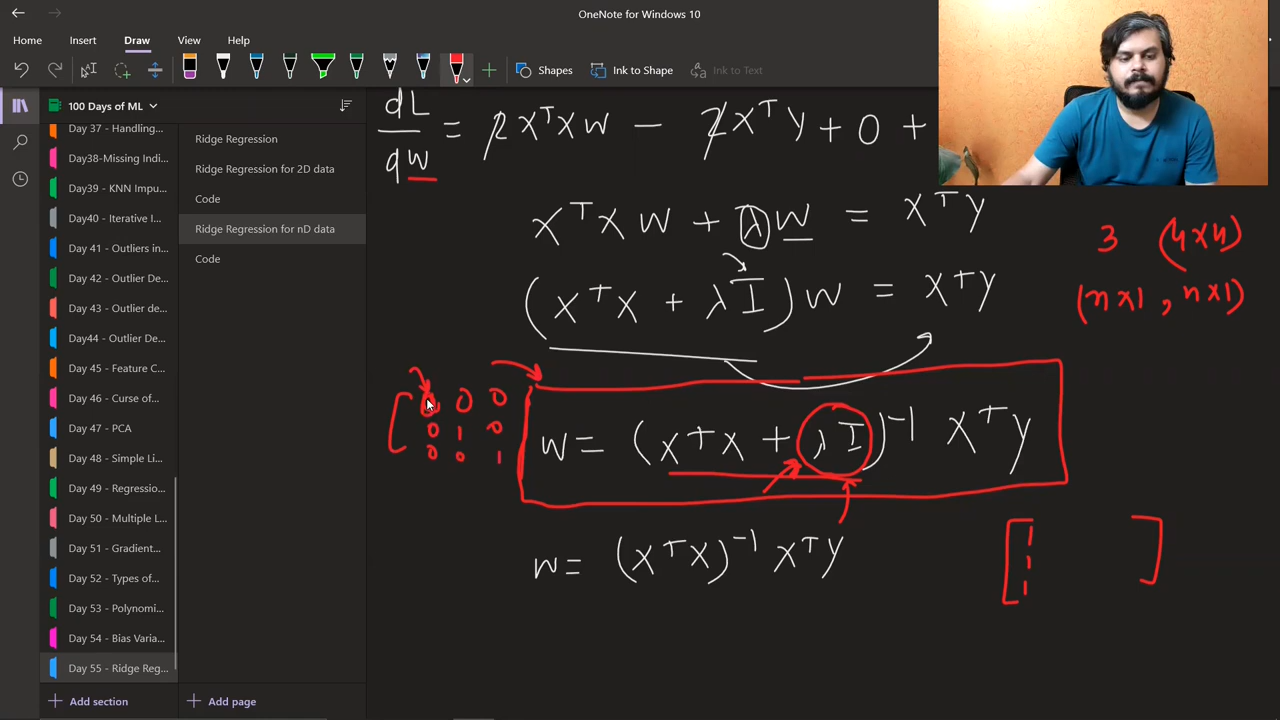 OneNote for Windows 10
Home Insert Draw View Help
Shapes Ink to Shape Ink to Text
100 Days of ML
Day 37 - Handling...
Day38-Missing Indi...
Day39 - KNN Impu...
Day40 - Iterative I...
Day 41 - Outliers in...
Day 42 - Outlier De...
Day 43 - Outlier de...
Day44 - Outlier De...
Day 45 - Feature C...
Day 46 - Curse of...
Day 47 - PCA
Day 48 - Simple Li...
Day 49 - Regressio...
Day 50 - Multiple L...
Day 51 - Gradient...
Day 52 - Types of...
Day 53 - Polynomi...
Day 54 - Bias Varia...
Day 55 - Ridge Reg...
Add section
Ridge Regression
Ridge Regression for 2D data
Code
Ridge Regression for nD data
Code
Add page
dL/dw = 2XᵀXW - 2XᵀY + 0 +
XᵀXW + λW = XᵀY
3 (4x4)
(XᵀX + λI)W = XᵀY
(nx1, nx1)
[0 0 0
0 1 0
0 0 1
W = (XᵀX + λI)⁻¹ XᵀY
W = (XᵀX)⁻¹ XᵀY
[1
1
1 ]